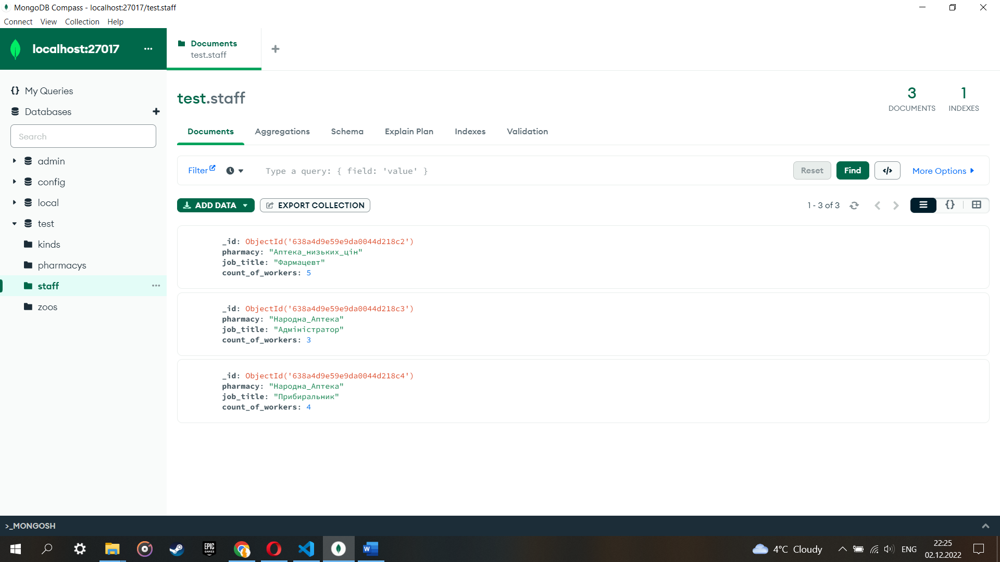 MongoDB Compass - localhost:27017/test.staff
Connect View Collection Help
localhost:27017 ...
Documents
test.staff
+
{} My Queries
Databases +
Search
admin
config
local
test
kinds
pharmacys
staff ...
zoos
test.staff
3
DOCUMENTS
1
INDEXES
Documents Aggregations Schema Explain Plan Indexes Validation
Filter Type a query: { field: 'value' } Reset Find </> More Options
ADD DATA EXPORT COLLECTION 1 - 3 of 3 {}
_id: ObjectId('638a4d9e59e9da0044d218c2')
pharmacy: "Аптека_низьких_цін"
job_title: "Фармацевт"
count_of_workers: 5
_id: ObjectId('638a4d9e59e9da0044d218c3')
pharmacy: "Народна_Аптека"
job_title: "Адміністратор"
count_of_workers: 3
_id: ObjectId('638a4d9e59e9da0044d218c4')
pharmacy: "Народна_Аптека"
job_title: "Прибиральник"
count_of_workers: 4
>_MONGOSH
EPIC
GAMES
W
4°C Cloudy
ENG
22:25
02.12.2022